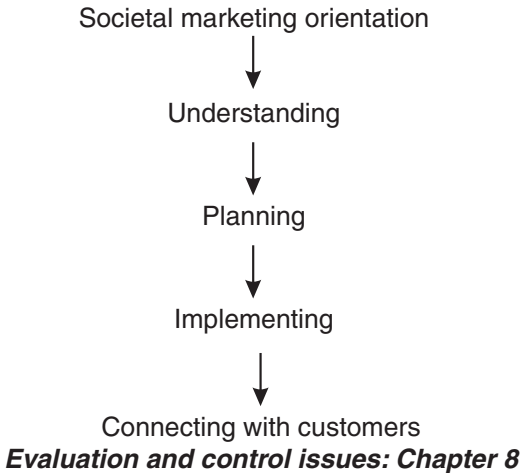 Societal marketing orientation
Understanding
Planning
Implementing
Connecting with customers
Evaluation and control issues: Chapter 8